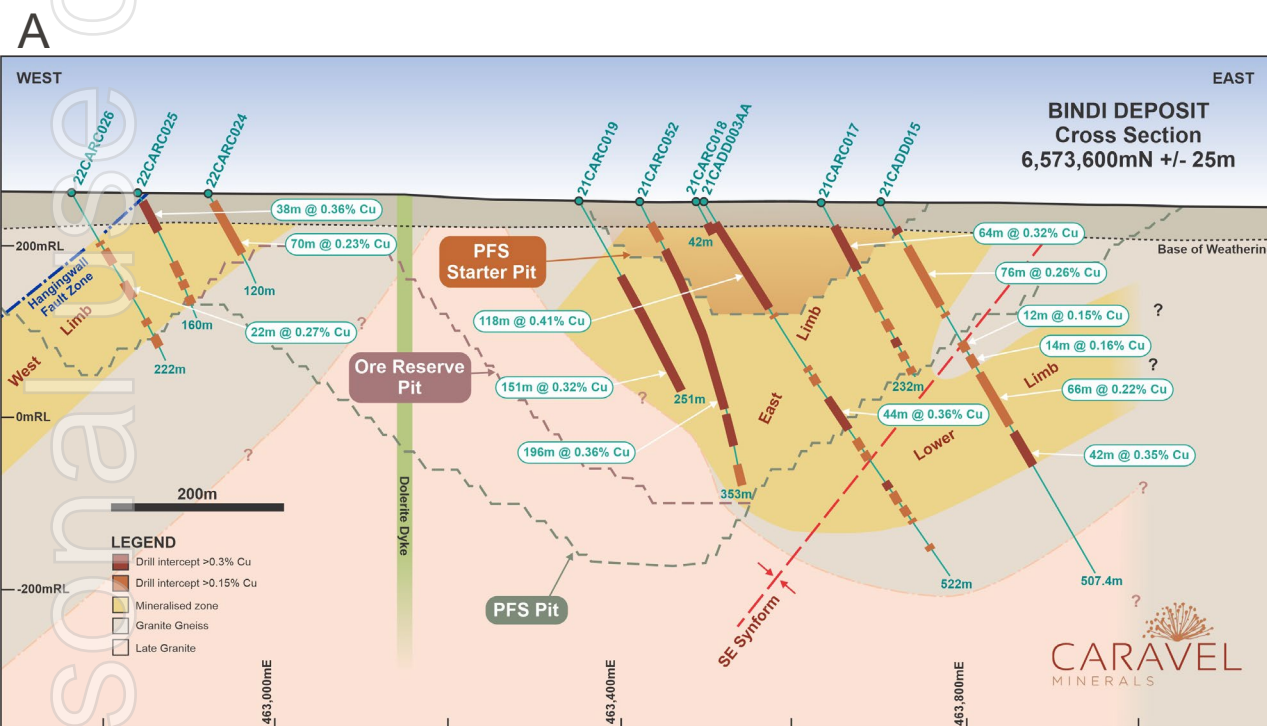 A
WEST
EAST
BINDI DEPOSIT
Cross Section
6,573,600mN +/- 25m
22CARC026
22CARC025
22CARC024
21CARC019
21CARC052
21CARC018
21CADD003AA
21CARC017
21CADD015
38m @ 0.36% Cu
70m @ 0.23% Cu
22m @ 0.27% Cu
118m @ 0.41% Cu
151m @ 0.32% Cu
196m @ 0.36% Cu
64m @ 0.32% Cu
76m @ 0.26% Cu
12m @ 0.15% Cu
14m @ 0.16% Cu
66m @ 0.22% Cu
44m @ 0.36% Cu
42m @ 0.35% Cu
200mRL
0mRL
-200mRL
Base of Weatherin
Hangingwall
Fault Zone
West Limb
PFS
Starter Pit
Ore Reserve
Pit
PFS Pit
East Limb
Lower Limb
SE Synform
Dolerite Dyke
120m
160m
222m
42m
251m
353m
232m
522m
507.4m
?
?
?
?
?
?
?
200m
LEGEND
Drill intercept >0.3% Cu
Drill intercept >0.15% Cu
Mineralised zone
Granite Gneiss
Late Granite
463,000mE
463,400mE
463,800mE
CARAVEL
MINERALS
sonal use o